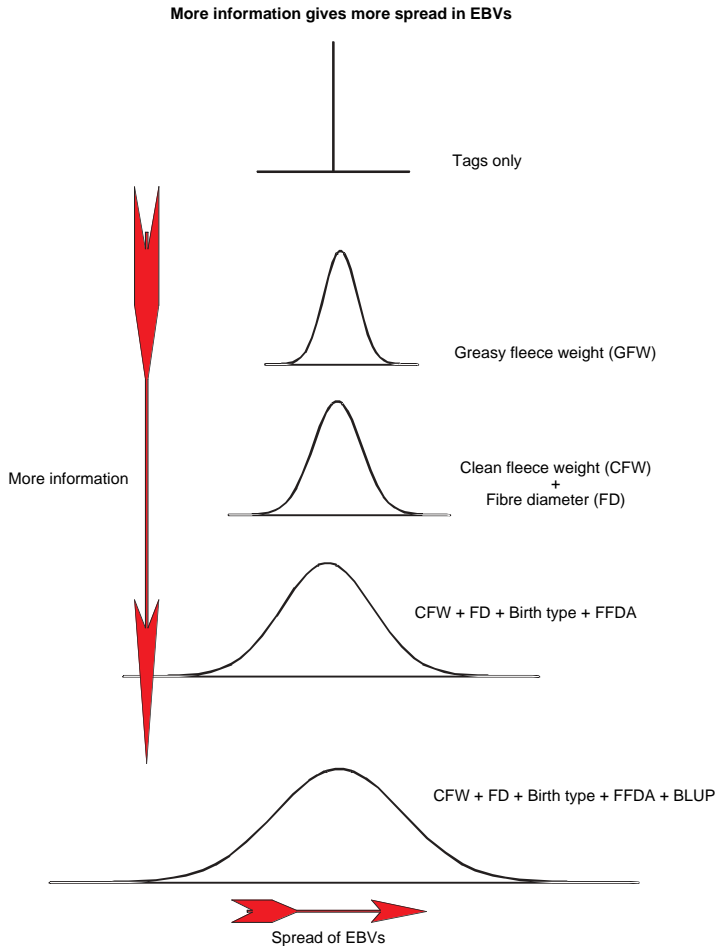 More information gives more spread in EBVs
Tags only
Greasy fleece weight (GFW)
More information
Clean fleece weight (CFW)
+
Fibre diameter (FD)
CFW + FD + Birth type + FFDA
CFW + FD + Birth type + FFDA + BLUP
Spread of EBVs